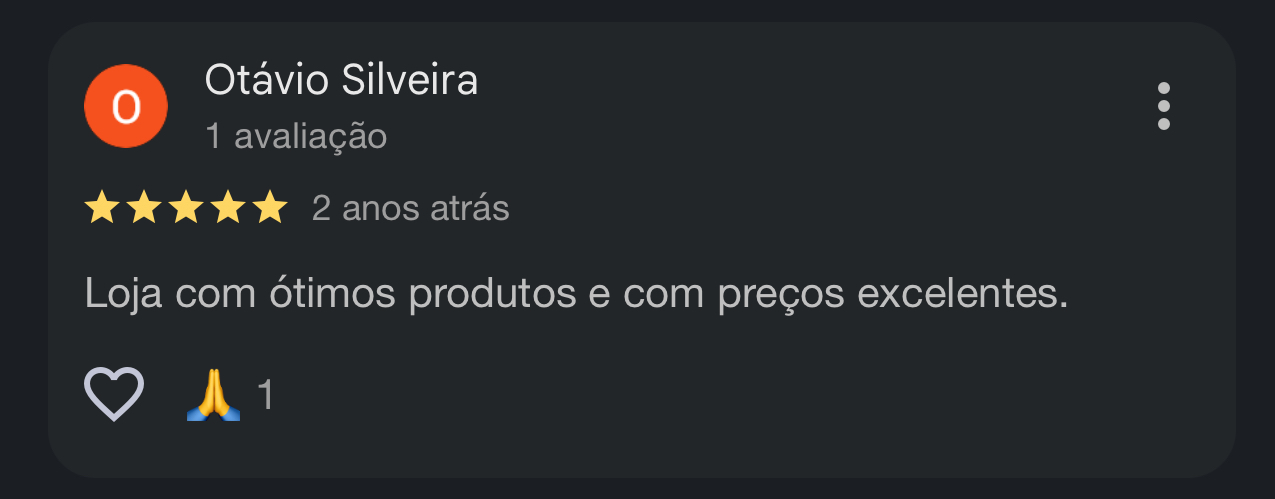 O
Otávio Silveira
1 avaliação
2 anos atrás
Loja com ótimos produtos e com preços excelentes.
1